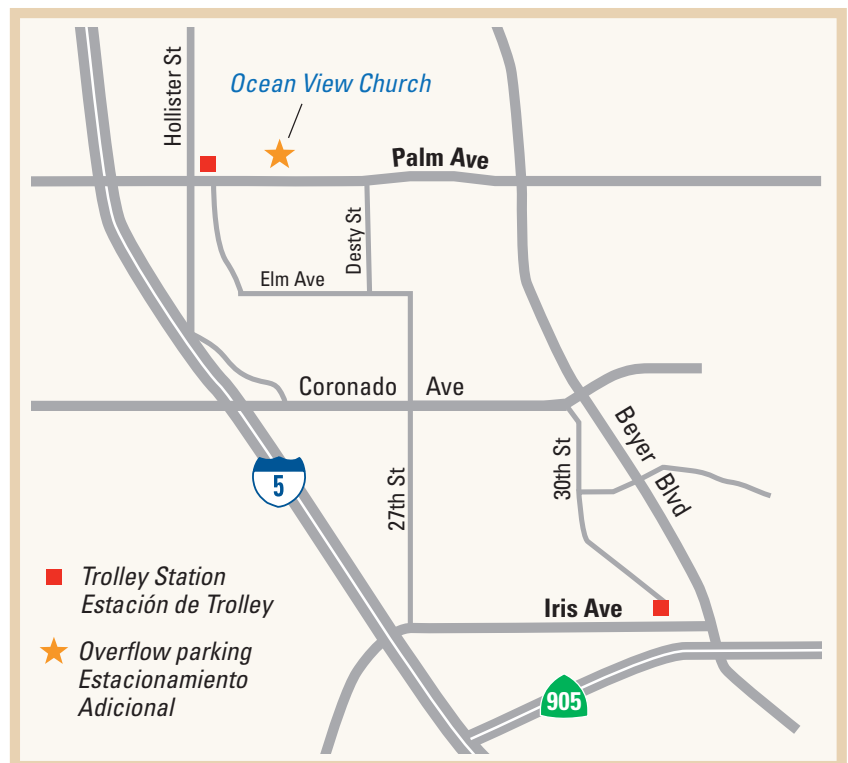 Hollister St
Ocean View Church
Palm Ave
Desty St
Elm Ave
Coronado Ave
Beyer Blvd
5
27th St
30th St
Trolley Station
Estación de Trolley
Iris Ave
Overflow parking
Estacionamiento
Adicional
905